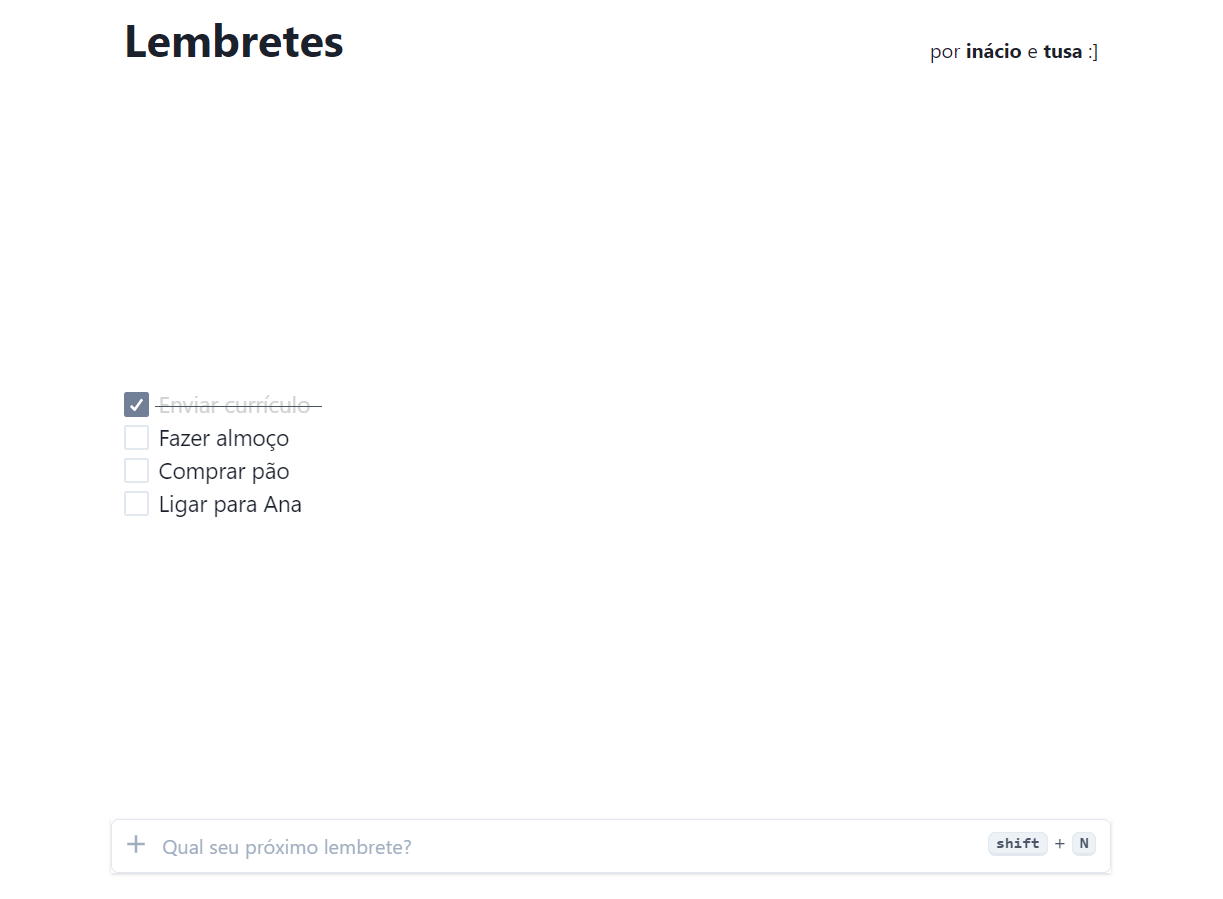 Lembretes
por inácio e tusa :]
Enviar currículo
Fazer almoço
Comprar pão
Ligar para Ana
Qual seu próximo lembrete?
shift + N